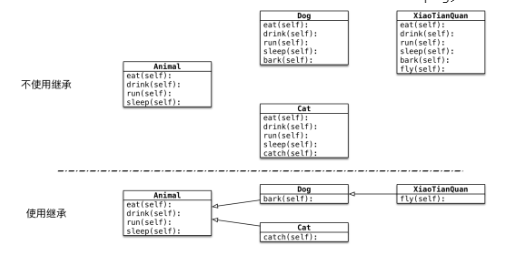 Dog
eat(self):
drink(self):
run(self):
sleep(self):
bark(self):
XiaoTianQuan
eat(self):
drink(self):
run(self):
sleep(self):
bark(self):
fly(self):
Animal
eat(self):
drink(self):
run(self):
sleep(self):
不使用继承
Cat
eat(self):
drink(self):
run(self):
sleep(self):
catch(self):
Animal
eat(self):
drink(self):
run(self):
sleep(self):
Dog
bark(self):
XiaoTianQuan
fly(self):
使用继承
Cat
catch(self):